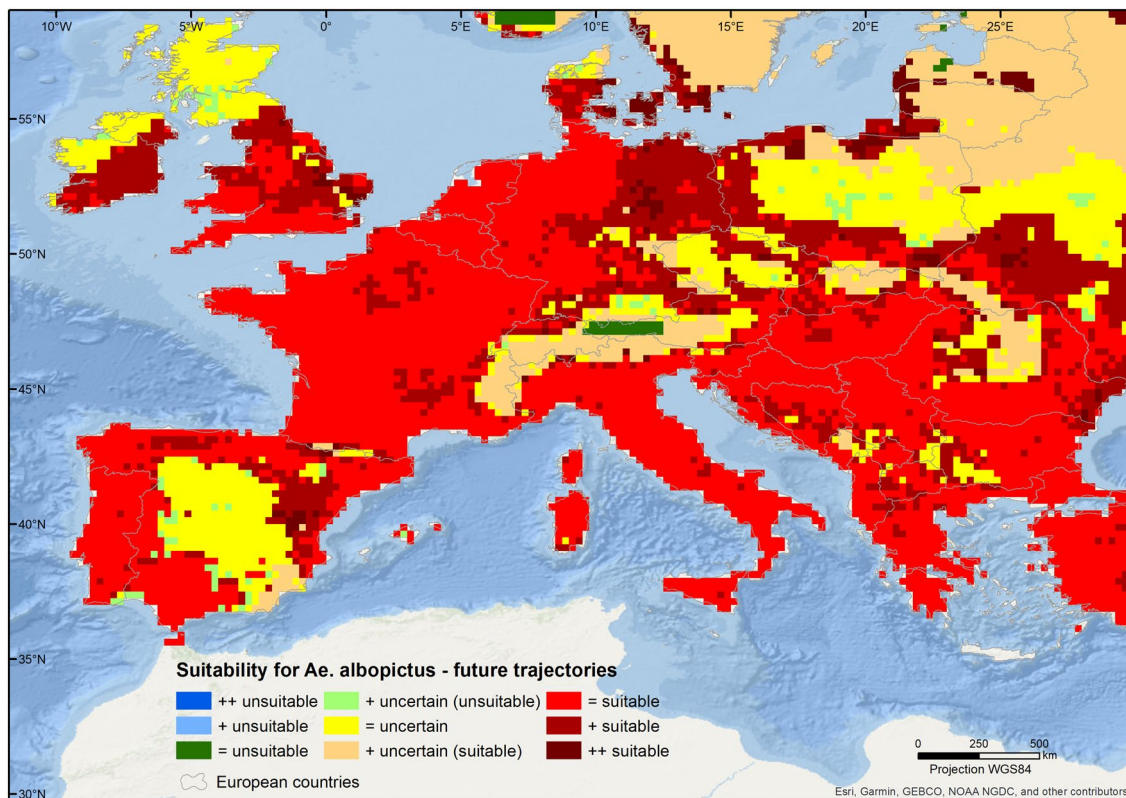 10°W 5°W 0° 5°E 10°E 15°E 20°E 25°E
55°N
50°N
45°N
40°N
35°N
30°N
Suitability for Ae. albopictus - future trajectories
++ unsuitable + uncertain (unsuitable) = suitable
+ unsuitable = uncertain + suitable
= unsuitable + uncertain (suitable) ++ suitable
European countries
0 250 500
km
Projection WGS84
Esri, Garmin, GEBCO, NOAA NGDC, and other contributors